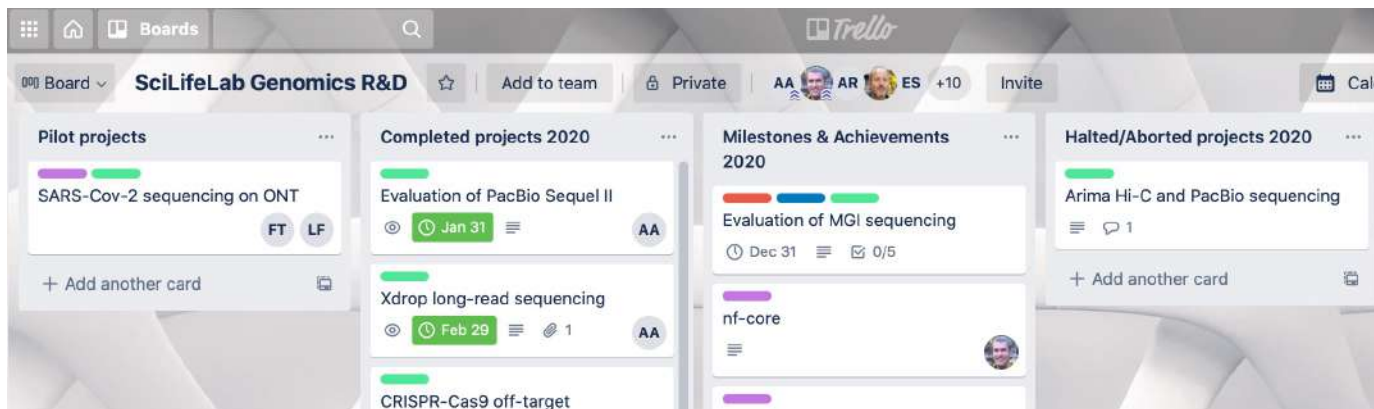 Boards
Trello
Board
SciLifeLab Genomics R&D
Add to team
Private
AA
AR
ES
+10
Invite
Pilot projects
SARS-Cov-2 sequencing on ONT
FT
LF
+ Add another card
Completed projects 2020
Evaluation of PacBio Sequel II
Jan 31
AA
Xdrop long-read sequencing
Feb 29
1
AA
CRISPR-Cas9 off-target
Milestones & Achievements
2020
Evaluation of MGI sequencing
Dec 31
0/5
nf-core
Halted/Aborted projects 2020
Arima Hi-C and PacBio sequencing
1
+ Add another card